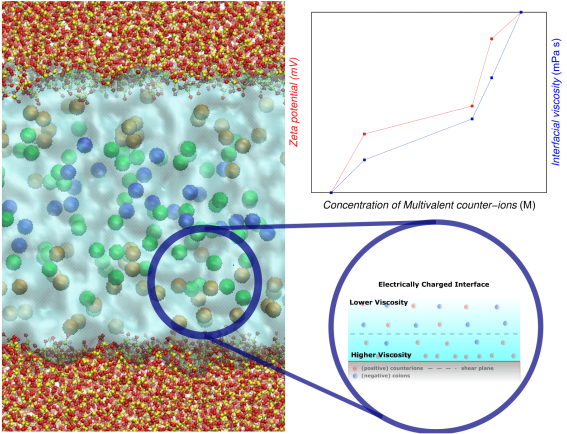 Zeta potential (mV)
Interfacial viscosity (mPa s)
Concentration of Multivalent counter−ions (M)
Electrically Charged Interface
Lower Viscosity
Higher Viscosity
(positive) counterions — — — — shear plane
(negative) coions